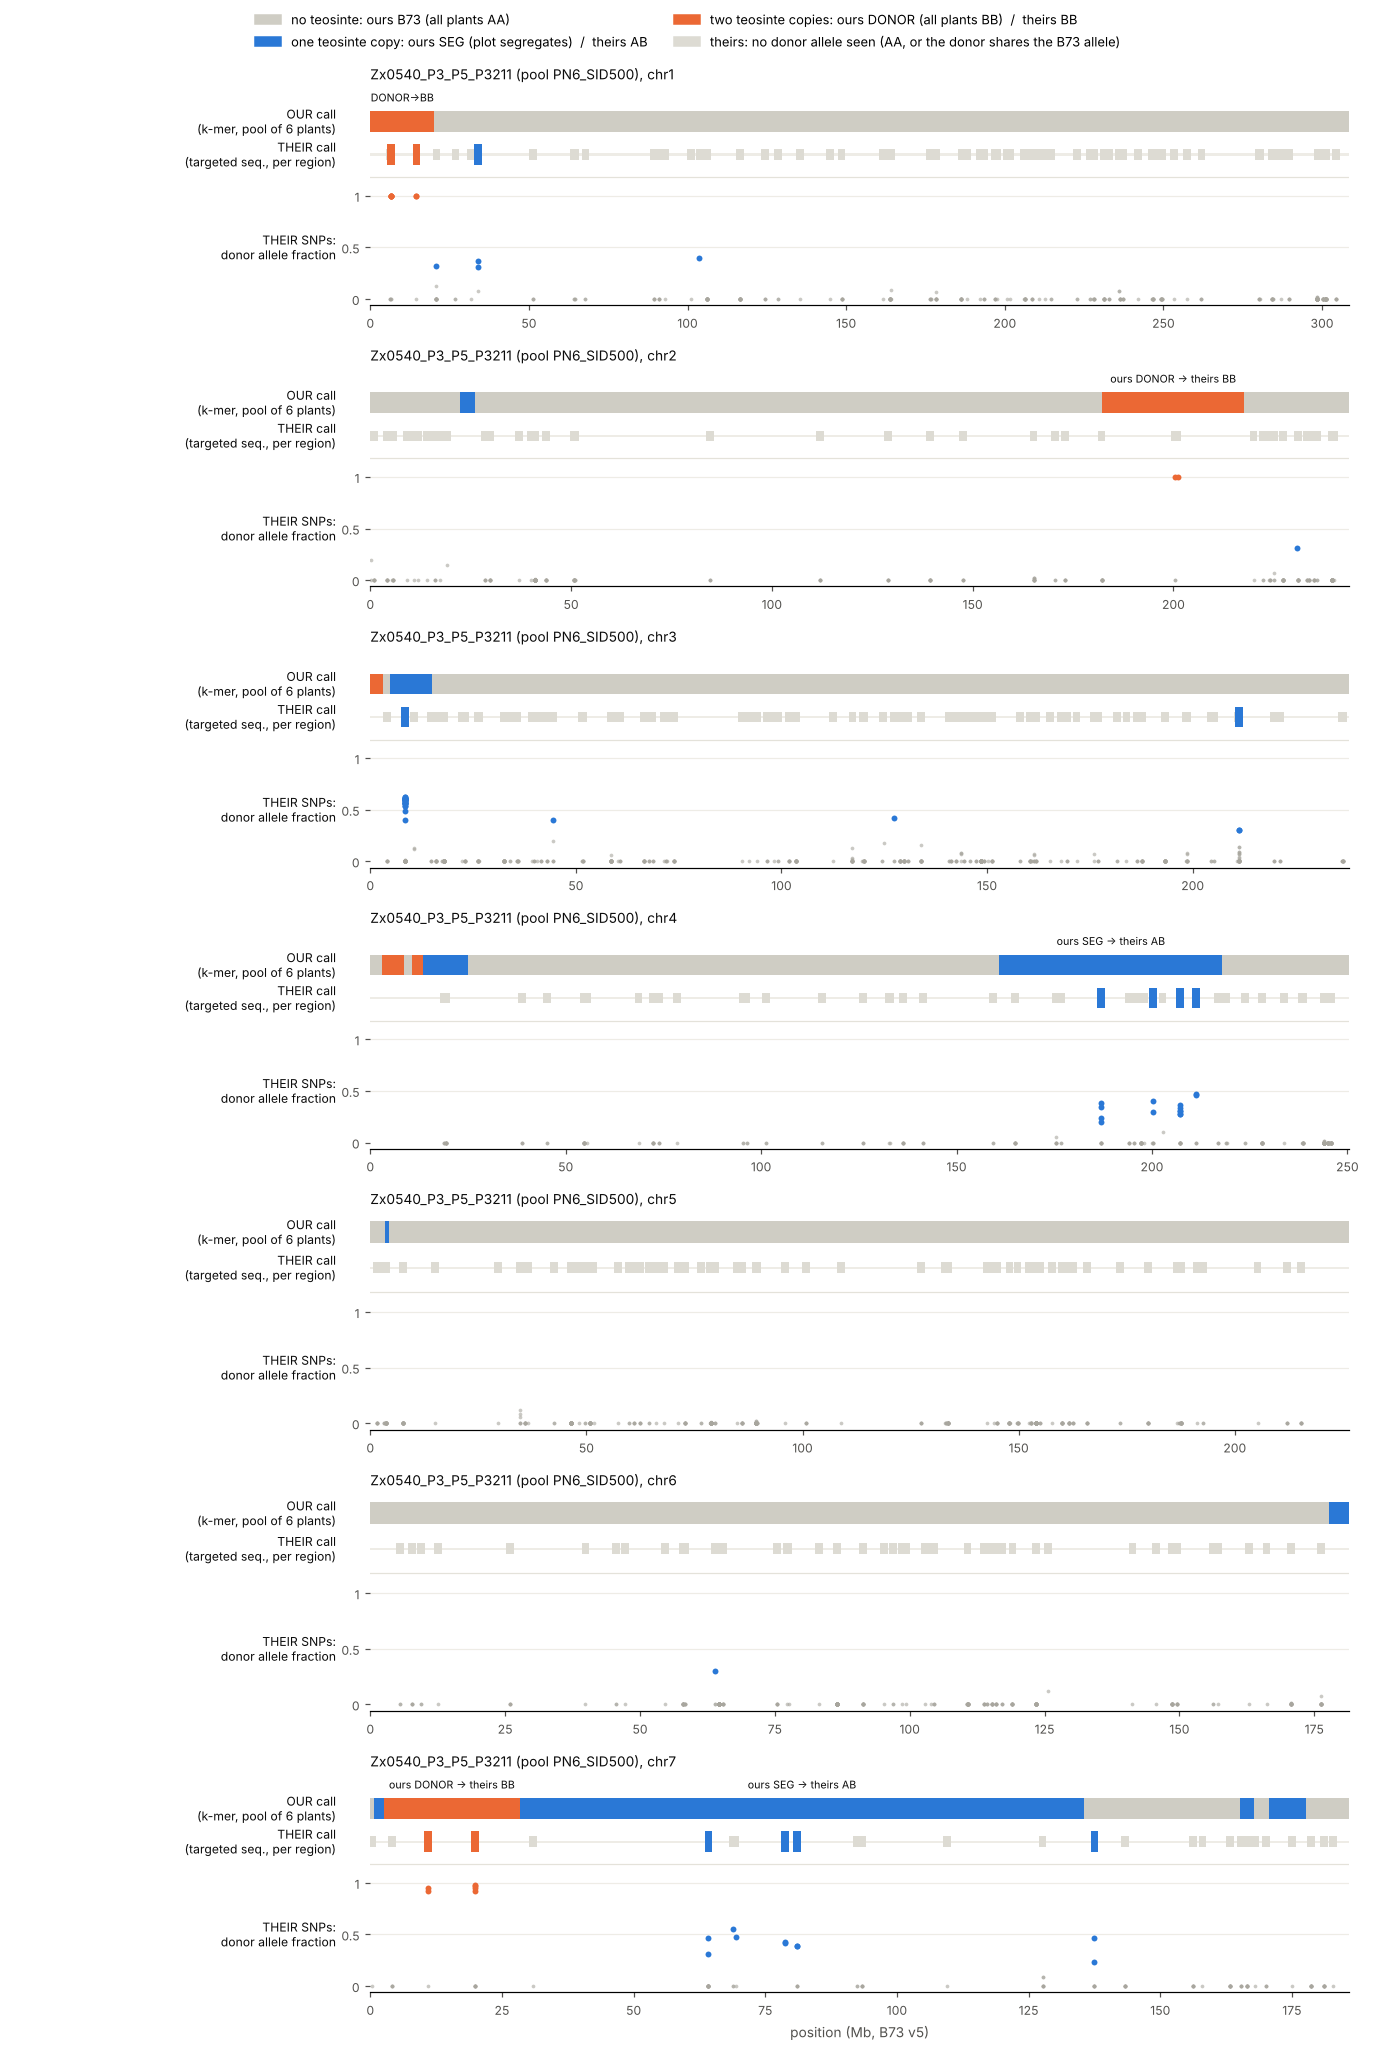 no teosinte: ours B73 (all plants AA)
two teosinte copies: ours DONOR (all plants BB) / theirs BB
one teosinte copy: ours SEG (plot segregates) / theirs AB
theirs: no donor allele seen (AA, or the donor shares the B73 allele)
Zx0540_P3_P5_P3211 (pool PN6_SID500), chr1
DONOR→BB
OUR call
(k-mer, pool of 6 plants)
THEIR call
(targeted seq., per region)
1
THEIR SNPs:
donor allele fraction
0.5
0
0 50 100 150 200 250 300
Zx0540_P3_P5_P3211 (pool PN6_SID500), chr2
ours DONOR → theirs BB
OUR call
(k-mer, pool of 6 plants)
THEIR call
(targeted seq., per region)
1
THEIR SNPs:
donor allele fraction
0.5
0
0 50 100 150 200
Zx0540_P3_P5_P3211 (pool PN6_SID500), chr3
OUR call
(k-mer, pool of 6 plants)
THEIR call
(targeted seq., per region)
1
THEIR SNPs:
donor allele fraction
0.5
0
0 50 100 150 200
Zx0540_P3_P5_P3211 (pool PN6_SID500), chr4
ours SEG → theirs AB
OUR call
(k-mer, pool of 6 plants)
THEIR call
(targeted seq., per region)
1
THEIR SNPs:
donor allele fraction
0.5
0
0 50 100 150 200 250
Zx0540_P3_P5_P3211 (pool PN6_SID500), chr5
OUR call
(k-mer, pool of 6 plants)
THEIR call
(targeted seq., per region)
1
THEIR SNPs:
donor allele fraction
0.5
0
0 50 100 150 200
Zx0540_P3_P5_P3211 (pool PN6_SID500), chr6
OUR call
(k-mer, pool of 6 plants)
THEIR call
(targeted seq., per region)
1
THEIR SNPs:
donor allele fraction
0.5
0
0 25 50 75 100 125 150 175
Zx0540_P3_P5_P3211 (pool PN6_SID500), chr7
ours DONOR → theirs BB ours SEG → theirs AB
OUR call
(k-mer, pool of 6 plants)
THEIR call
(targeted seq., per region)
1
THEIR SNPs:
donor allele fraction
0.5
0
0 25 50 75 100 125 150 175
position (Mb, B73 v5)